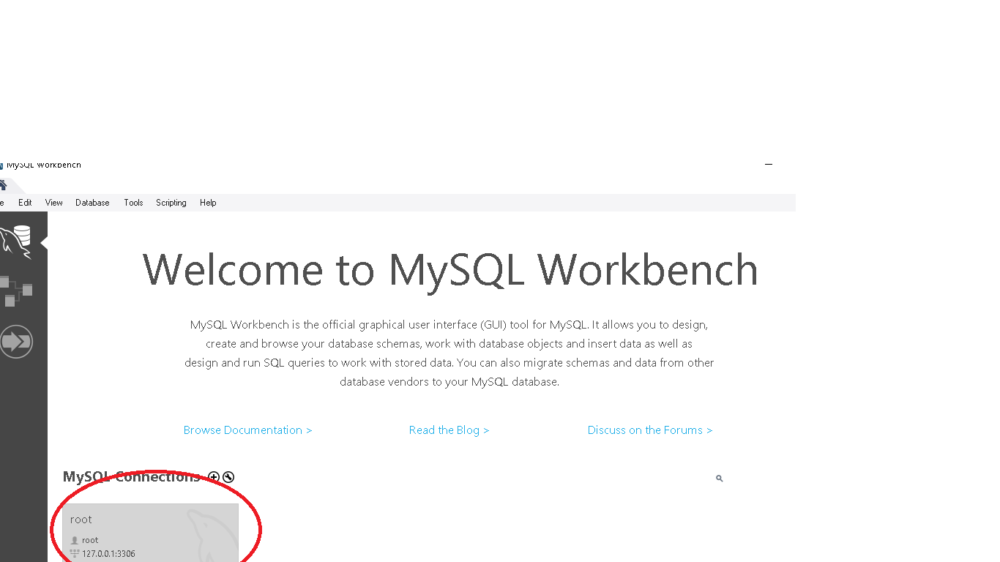 MySQL Workbench
e Edit View Database Tools Scripting Help
Welcome to MySQL Workbench
MySQL Workbench is the official graphical user interface (GUI) tool for MySQL. It allows you to design,
create and browse your database schemas, work with database objects and insert data as well as
design and run SQL queries to work with stored data. You can also migrate schemas and data from other
database vendors to your MySQL database.
Browse Documentation > Read the Blog > Discuss on the Forums >
MySQL Connections
root
root
127.0.0.1:3306